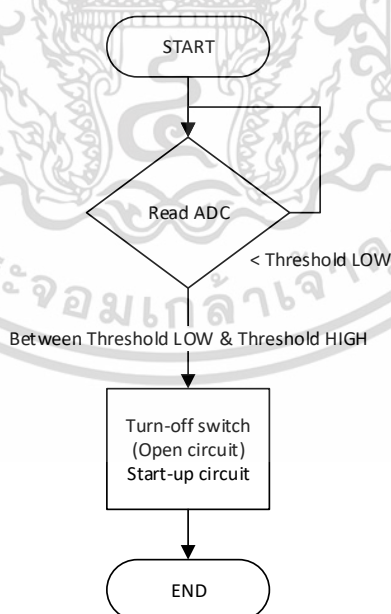 START
Read ADC
< Threshold LOW
Between Threshold LOW & Threshold HIGH
Turn-off switch
(Open circuit)
Start-up circuit
END